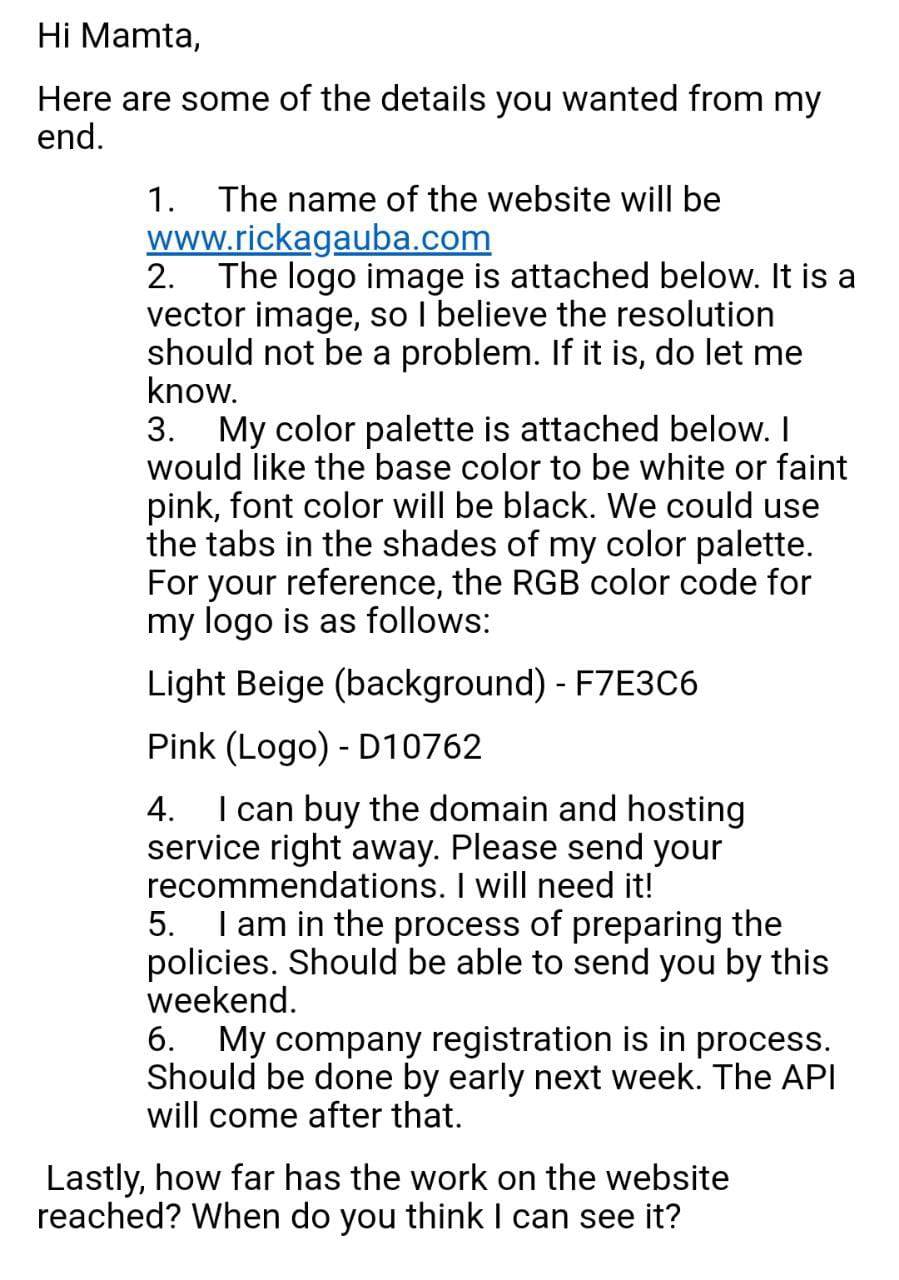 Hi Mamta,
Here are some of the details you wanted from my
end.
1. The name of the website will be
www.rickagauba.com
2. The logo image is attached below. It is a
vector image, so I believe the resolution
should not be a problem. If it is, do let me
know.
3. My color palette is attached below. I
would like the base color to be white or faint
pink, font color will be black. We could use
the tabs in the shades of my color palette.
For your reference, the RGB color code for
my logo is as follows:
Light Beige (background) - F7E3C6
Pink (Logo) - D10762
4. I can buy the domain and hosting
service right away. Please send your
recommendations. I will need it!
5. I am in the process of preparing the
policies. Should be able to send you by this
weekend.
6. My company registration is in process.
Should be done by early next week. The API
will come after that.
Lastly, how far has the work on the website
reached? When do you think I can see it?